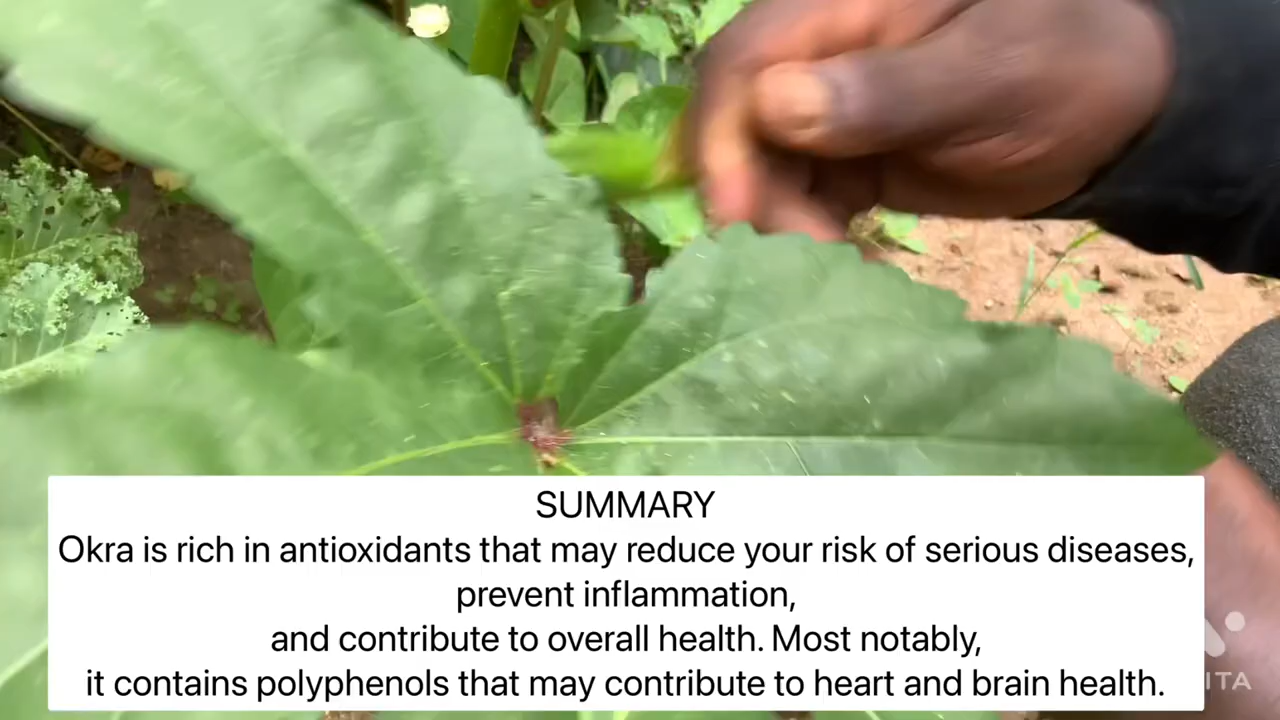 SUMMARY
Okra is rich in antioxidants that may reduce your risk of serious diseases,
prevent inflammation,
and contribute to overall health. Most notably,
it contains polyphenols that may contribute to heart and brain health.